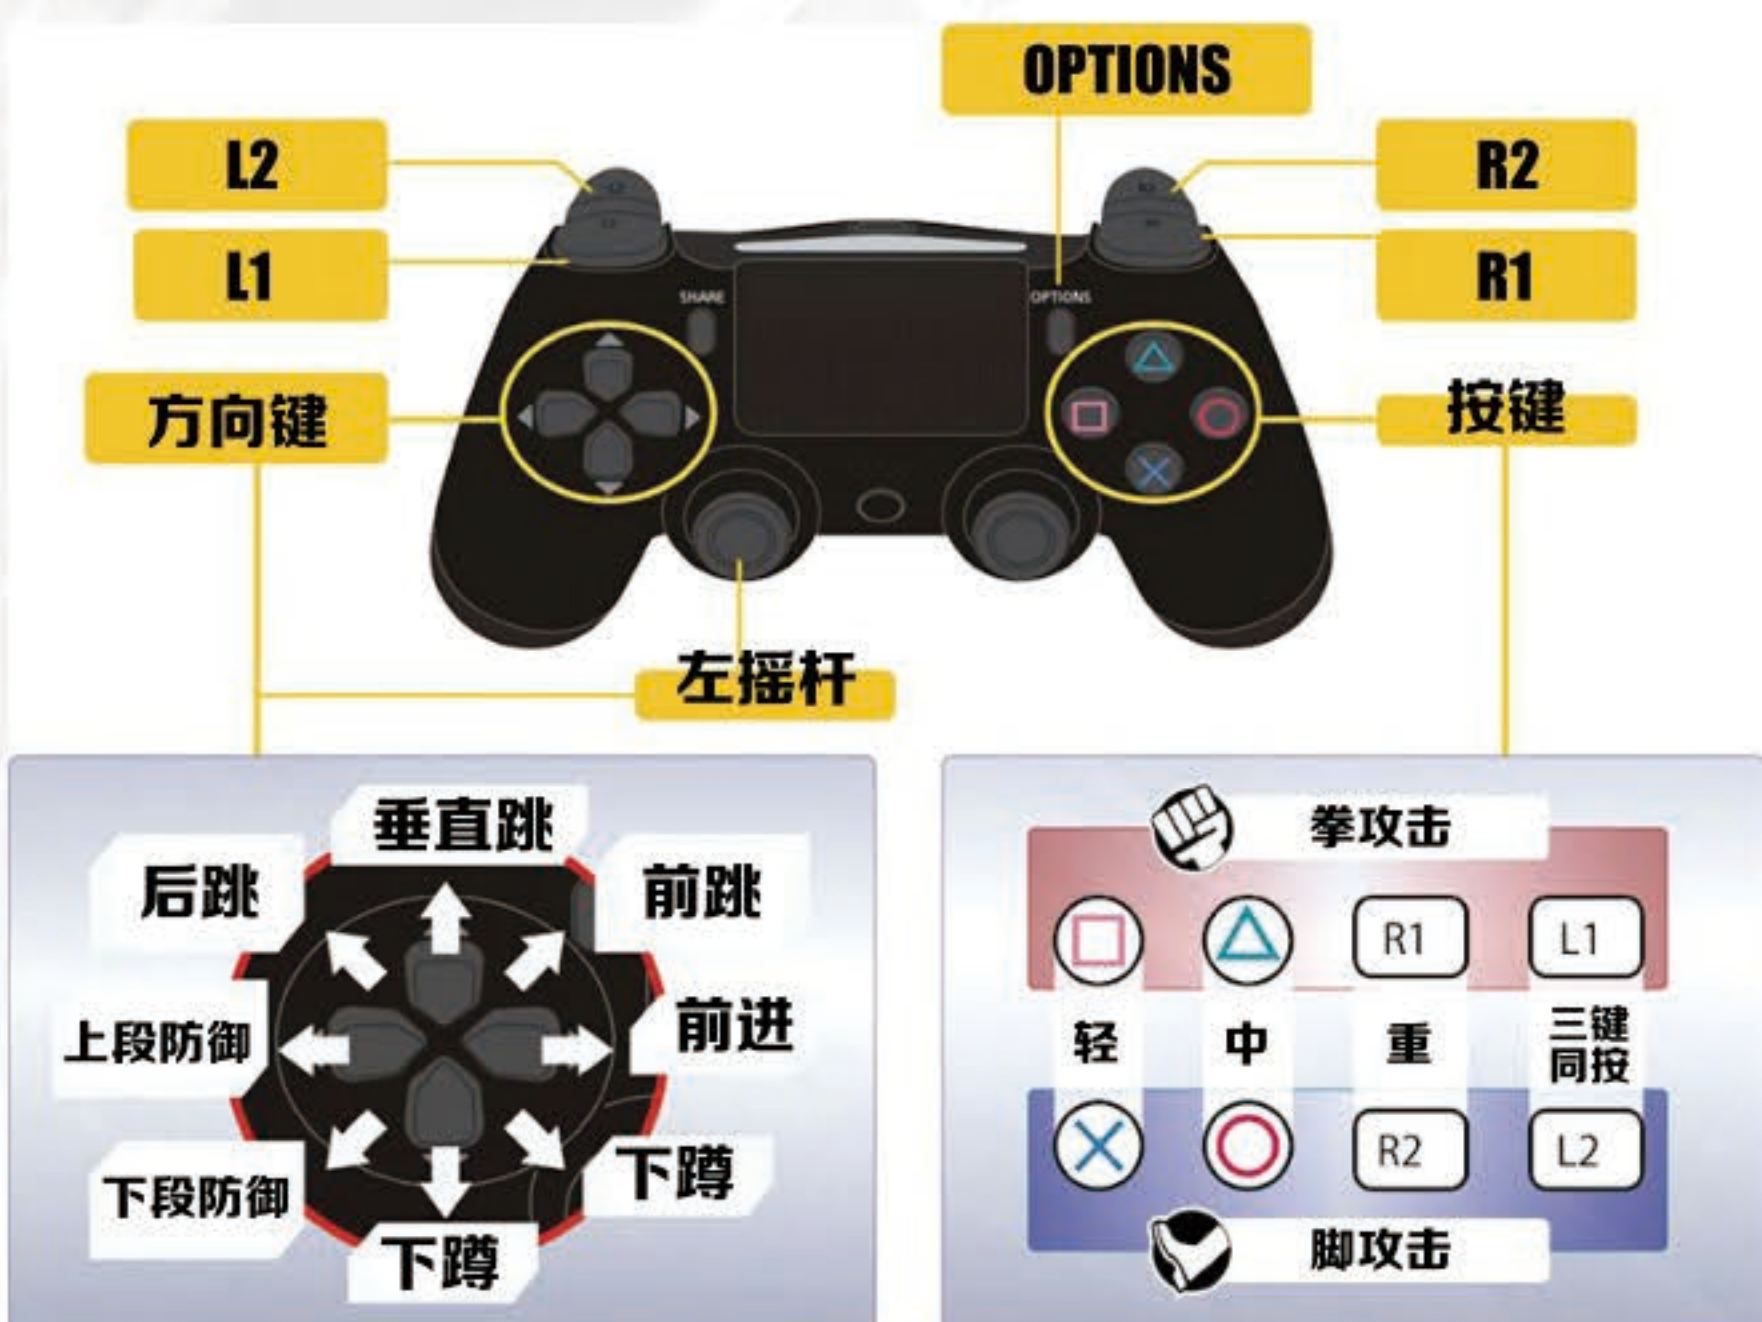 OPTIONS
L2
R2
L1
R1
SHARE
OPTIONS
方向键
按键
左摇杆
垂直跳
后跳
前跳
上段防御
前进
下段防御
下蹲
下蹲
拳攻击
R1
L1
轻
中
重
三键
同按
R2
L2
脚攻击